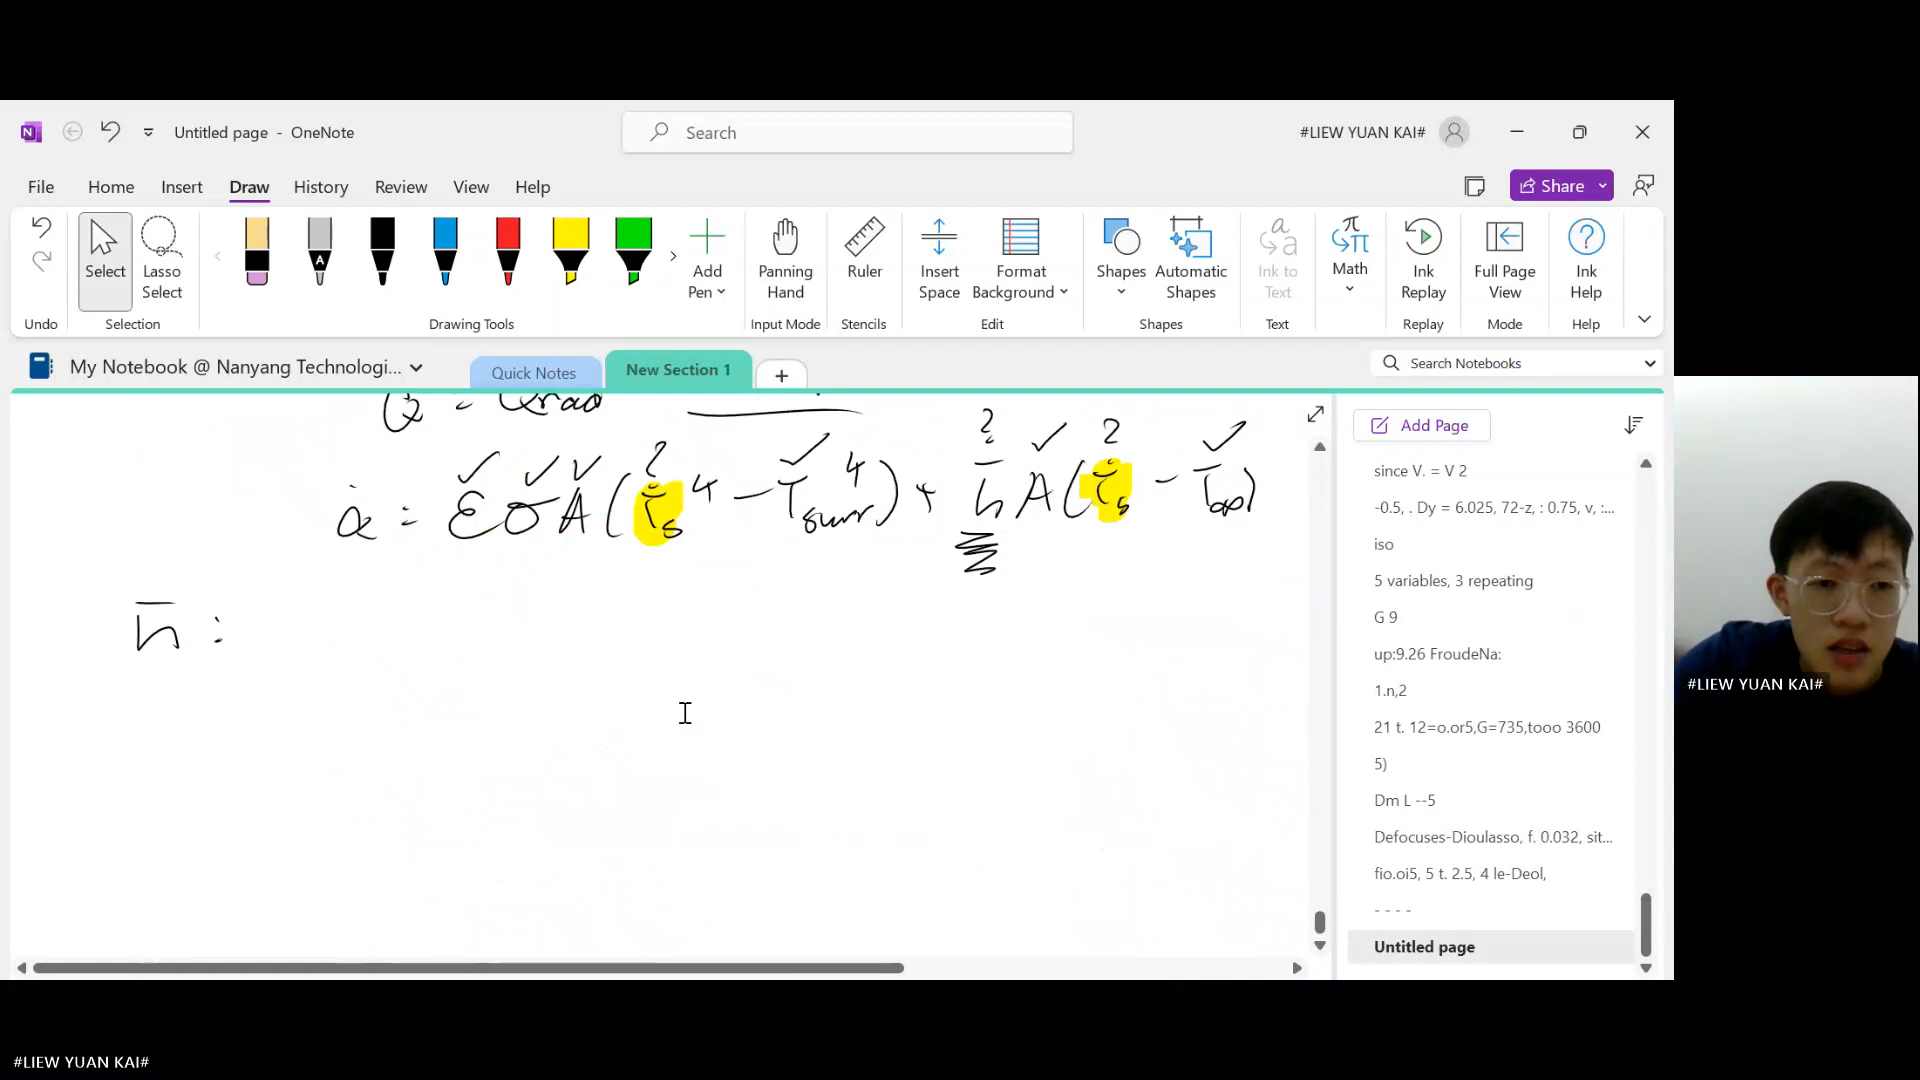 Untitled page - OneNote
Search
#LIEW YUAN KAI#
File Home Insert Draw History Review View Help
Share
Undo
Select
Lasso Select
Selection
A
Drawing Tools
Add Pen
Panning Hand
Input Mode
Ruler
Stencils
Insert Space
Format Background
Edit
Shapes
Automatic Shapes
Shapes
Ink to Text
Text
Math
Ink Replay
Replay
Full Page View
Mode
Ink Help
Help
My Notebook @ Nanyang Technologi...
Quick Notes
New Section 1
+
Search Notebooks
Q̇ = Q̇rad
✓ ✓ ✓ ? ✓ ? ✓ ? ✓
Q̇ = εσA(Ts⁴ - Tsurr⁴) + h̄A(Ts - T∞)
h̄ :
Add Page
since V. = V 2
-0.5, . Dy = 6.025, 72-z, : 0.75, v, :...
iso
5 variables, 3 repeating
G 9
up:9.26 FroudeNa:
1.n,2
21 t. 12=o.or5,G=735,tooo 3600
5)
Dm L --5
Defocuses-Dioulasso, f. 0.032, sit...
fio.oi5, 5 t. 2.5, 4 le-Deol,
- - - -
Untitled page
#LIEW YUAN KAI#
#LIEW YUAN KAI#